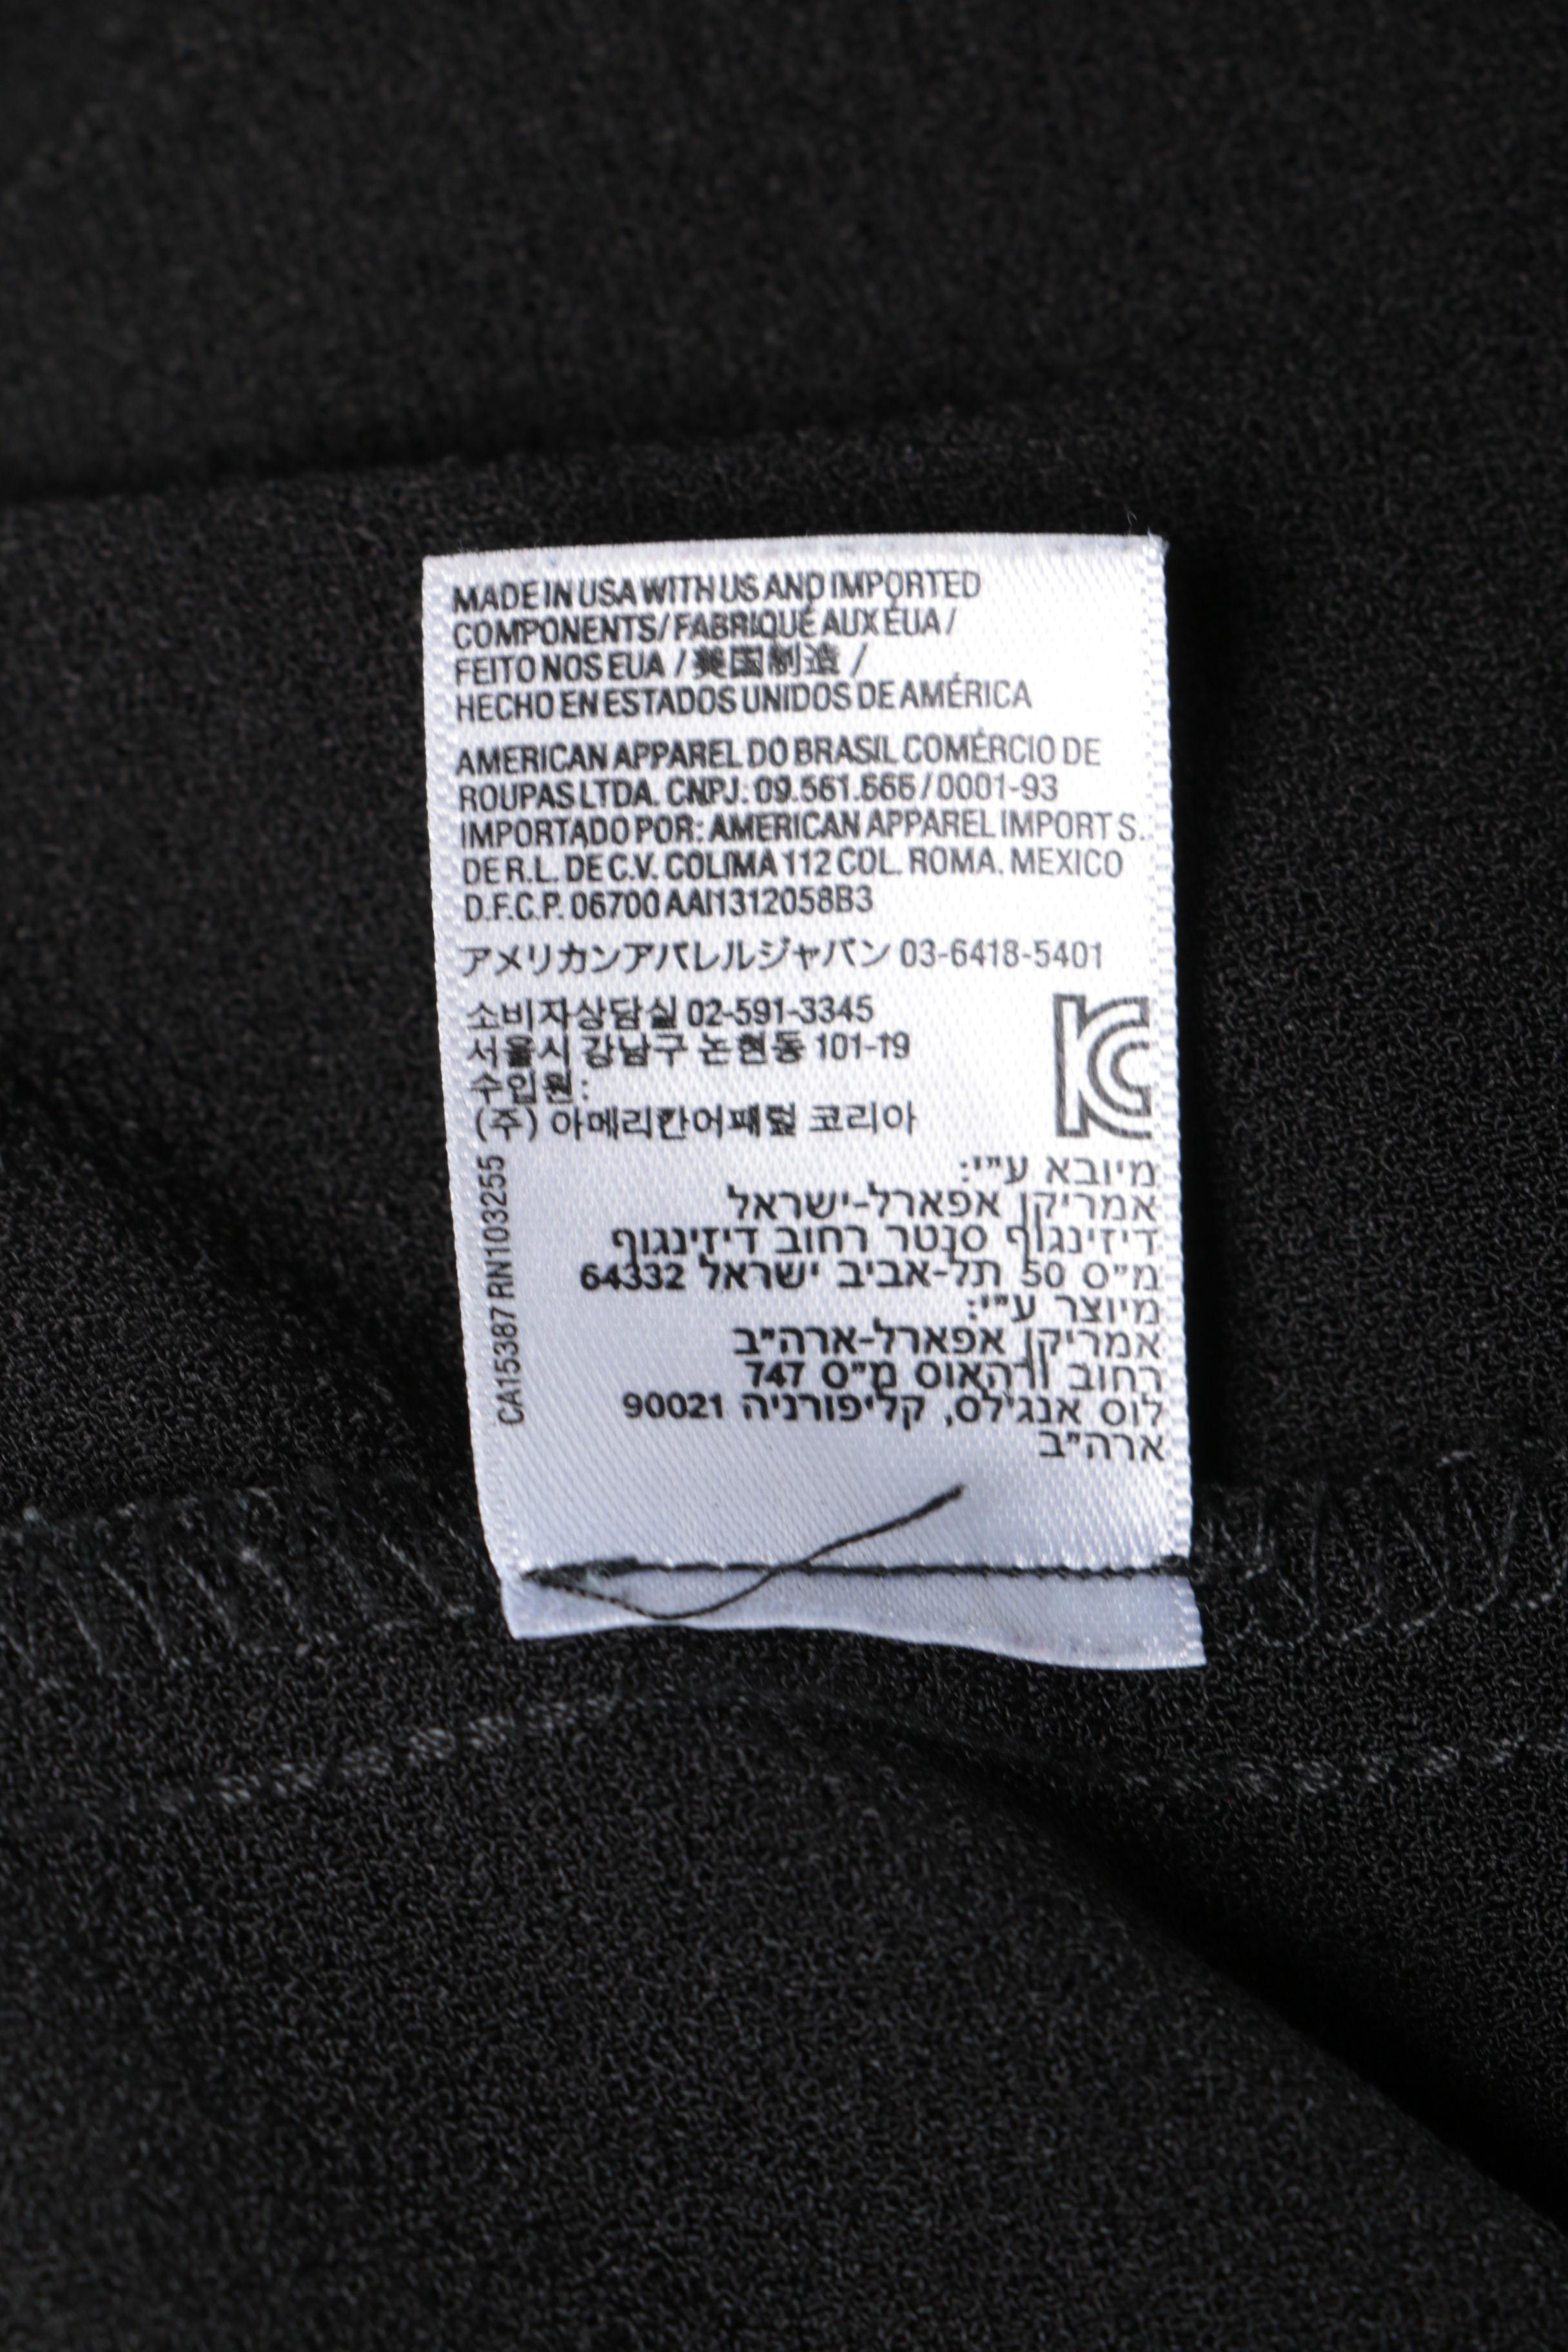 MADE IN USA WITH US AND IMPORTED
COMPONENTS / FABRIQUÉ AUX ÉUA /
FEITO NOS EUA / 美国制造 /
HECHO EN ESTADOS UNIDOS DE AMÉRICA
AMERICAN APPAREL DO BRASIL COMÉRCIO DE
ROUPAS LTDA. CNPJ: 09.561.666/0001-93
IMPORTADO POR: AMERICAN APPAREL IMPORT S..
DE R.L. DE C.V. COLIMA 112 COL. ROMA. MEXICO
D.F.C.P. 06700 AAI1312058B3
アメリカンアパレルジャパン 03-6418-5401
소비자상담실 02-591-3345
서울시 강남구 논현동 101-19
수입원:
(주) 아메리칸어패럴 코리아
KC
CA15387 RN103255
מיובא ע"י:
אמריקן אפארל-ישראל
דיזינגוף סנטר רחוב דיזינגוף
מ"ס 50 תל-אביב ישראל 64332
מיוצר ע"י:
אמריקן אפארל-ארה"ב
רחוב וורהאוס מ"ס 747
לוס אנג'לס, קליפורניה 90021
ארה"ב